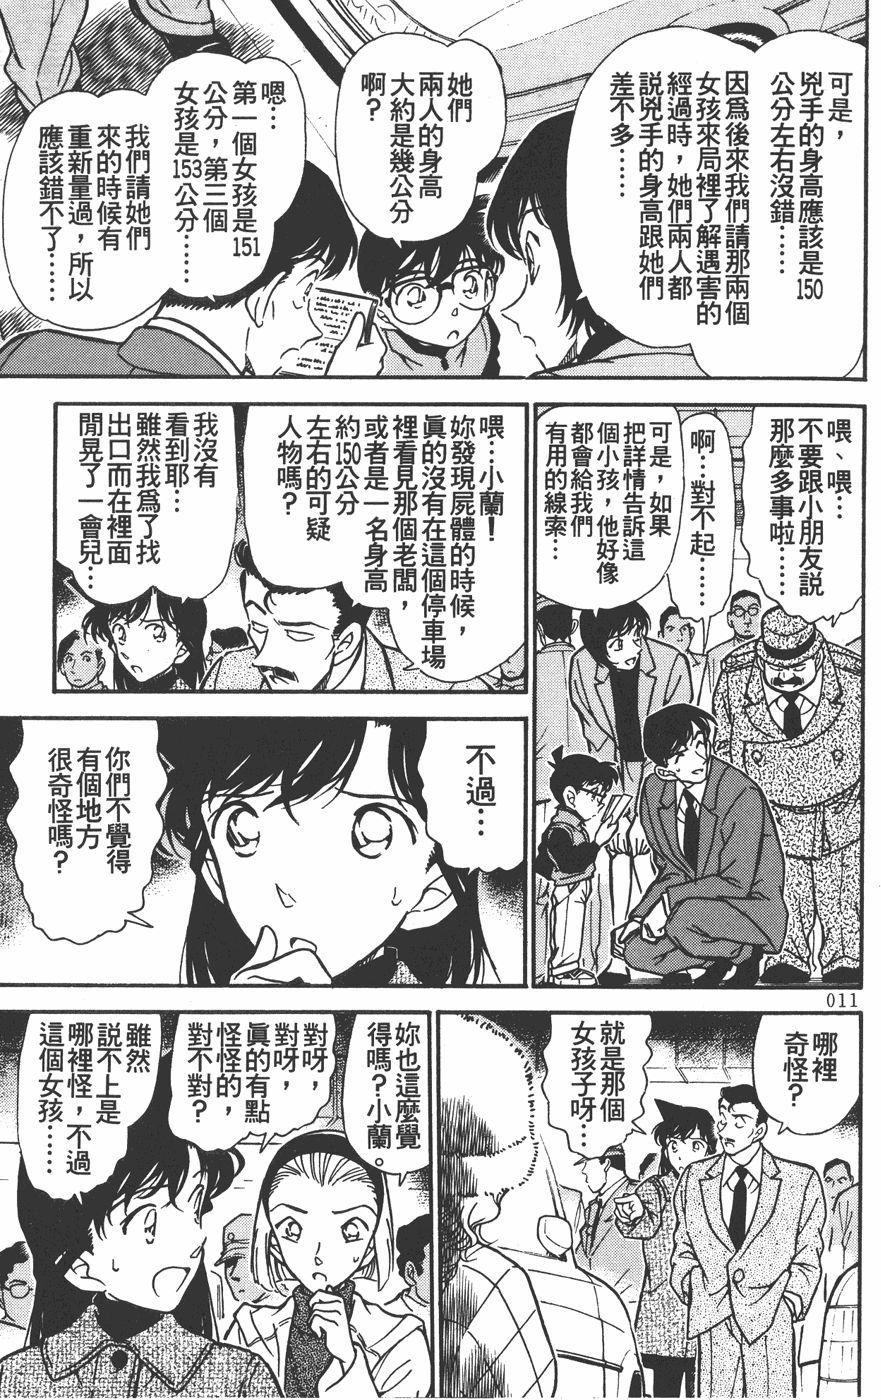 可是，
兇手的身高應該是150
公分左右沒錯……
因為後來我們請那兩個
女孩來局裡了解遇害的
經過時，她們兩人都
說兇手的身高跟她們
差不多……
她們
兩人的身高
大約是幾公分
啊？
嗯…
第一個女孩是151
公分，第三個
女孩是153公分……
我們請她們
來的時候有
重新量過，所以
應該錯不了……
喂、喂…
不要跟小朋友說
那麼多事啦……
啊…對不起……
可是，如果
把詳情告訴這
個小孩，他好像
都會給我們
有用的線索…
喂…小蘭！
妳發現屍體的時候，
真的沒有在這個停車場
裡看見那個老闆，
或者是一名身高
約150公分
左右的可疑
人物嗎？
我沒有
看到耶…
雖然我為了找
出口而在裡面
閒晃了一會兒…
不過…
你們不覺得
有個地方
很奇怪嗎？
011
哪裡
奇怪？
就是那個
女孩子呀…
妳也這麼覺
得嗎？小蘭。
對呀，
對呀，
真的有點
怪怪的，
對不對？
雖然
說不上是
哪裡怪，不過
這個女孩……